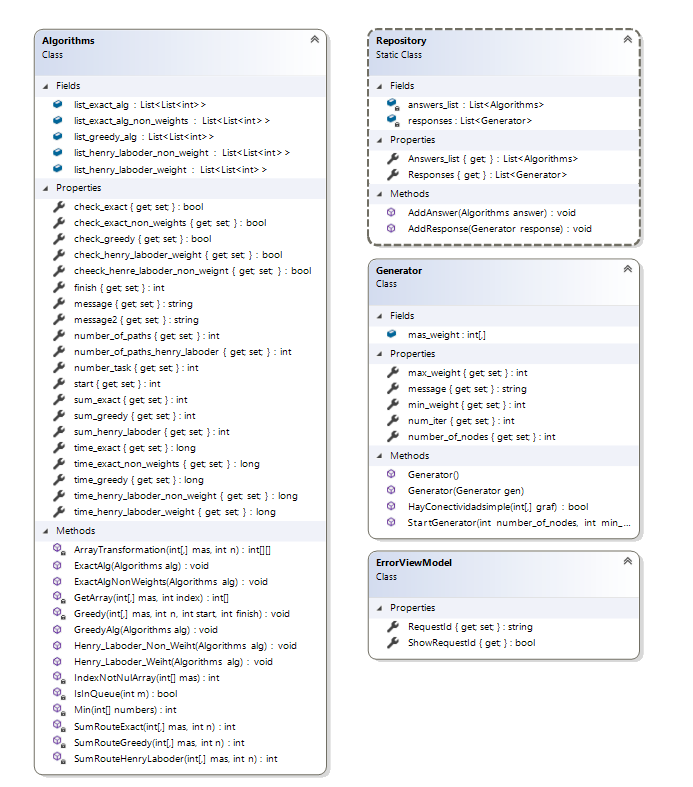 Algorithms
Class
Fields
list_exact_alg : List<List<int> >
list_exact_alg_non_weights : List<List<int> >
list_greedy_alg : List<List<int> >
list_henry_laboder_non_weight : List<List<int> >
list_henry_laboder_weight : List<List<int> >
Properties
check_exact { get; set; } : bool
check_exact_non_weights { get; set; } : bool
check_greedy { get; set; } : bool
check_henry_laboder_weight { get; set; } : bool
cheeck_henre_laboder_non_weignt { get; set; } : bool
finish { get; set; } : int
message { get; set; } : string
message2 { get; set; } : string
number_of_paths { get; set; } : int
number_of_paths_henry_laboder { get; set; } : int
number_task { get; set; } : int
start { get; set; } : int
sum_exact { get; set; } : int
sum_greedy { get; set; } : int
sum_henry_laboder { get; set; } : int
time_exact { get; set; } : long
time_exact_non_weights { get; set; } : long
time_greedy { get; set; } : long
time_henry_laboder_non_weight { get; set; } : long
time_henry_laboder_weight { get; set; } : long
Methods
ArrayTransformation(int[,] mas, int n) : int[][]
ExactAlg(Algorithms alg) : void
ExactAlgNonWeights(Algorithms alg) : void
GetArray(int[,] mas, int index) : int[]
Greedy(int[,] mas, int n, int start, int finish) : void
GreedyAlg(Algorithms alg) : void
Henry_Laboder_Non_Weiht(Algorithms alg) : void
Henry_Laboder_Weiht(Algorithms alg) : void
IndexNotNulArray(int[] mas) : int
IsInQueue(int m) : bool
Min(int[] numbers) : int
SumRouteExact(int[,] mas, int n) : int
SumRouteGreedy(int[,] mas, int n) : int
SumRouteHenryLaboder(int[,] mas, int n) : int
Repository
Static Class
Fields
answers_list : List<Algorithms>
responses : List<Generator>
Properties
Answers_list { get; } : List<Algorithms>
Responses { get; } : List<Generator>
Methods
AddAnswer(Algorithms answer) : void
AddResponse(Generator response) : void
Generator
Class
Fields
mas_weight : int[,]
Properties
max_weight { get; set; } : int
message { get; set; } : string
min_weight { get; set; } : int
num_iter { get; set; } : int
number_of_nodes { get; set; } : int
Methods
Generator()
Generator(Generator gen)
HayConectividadsimple(int[,] graf) : bool
StartGenerator(int number_of_nodes, int min_...
ErrorViewModel
Class
Properties
RequestId { get; set; } : string
ShowRequestId { get; } : bool